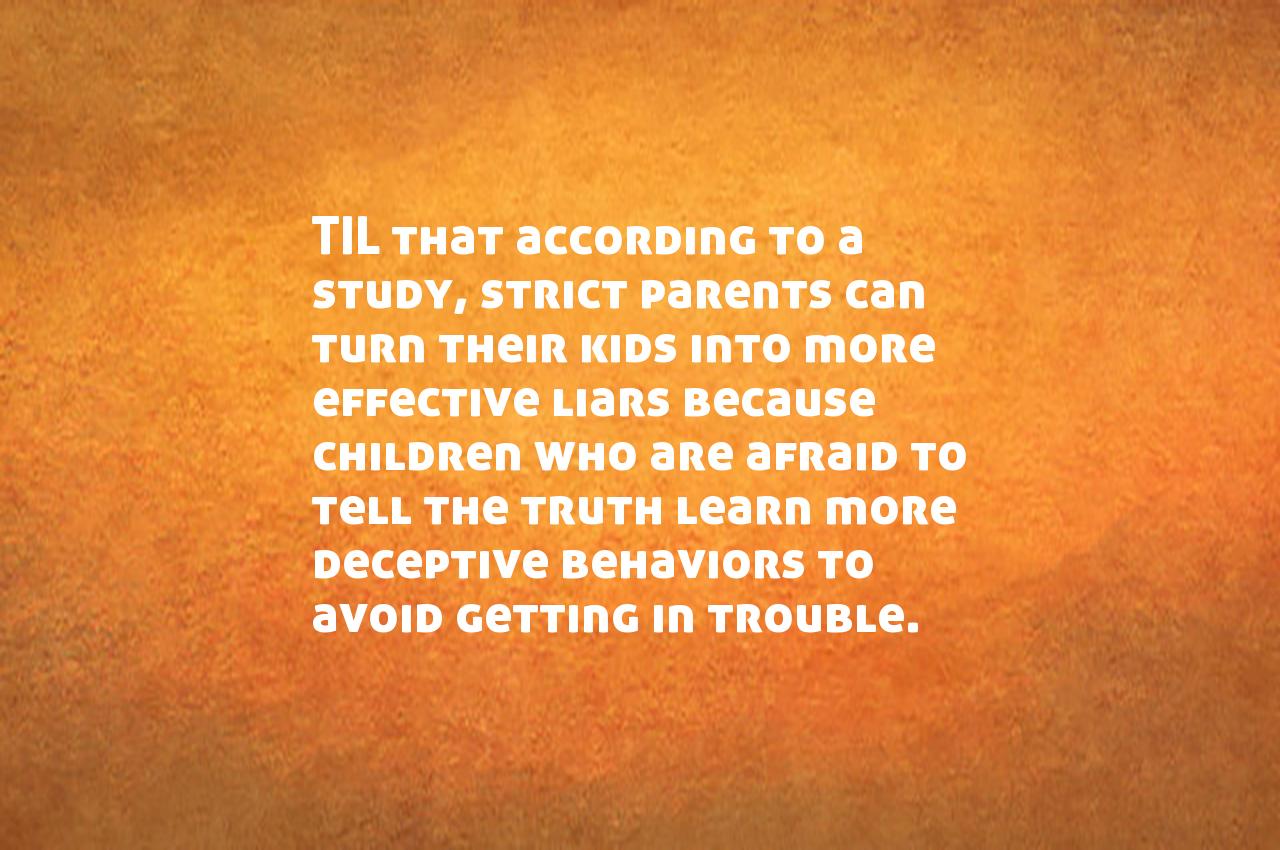 TIL that according to a
study, strict parents can
turn their kids into more
effective liars because
children who are afraid to
tell the truth learn more
deceptive behaviors to
avoid getting in trouble.